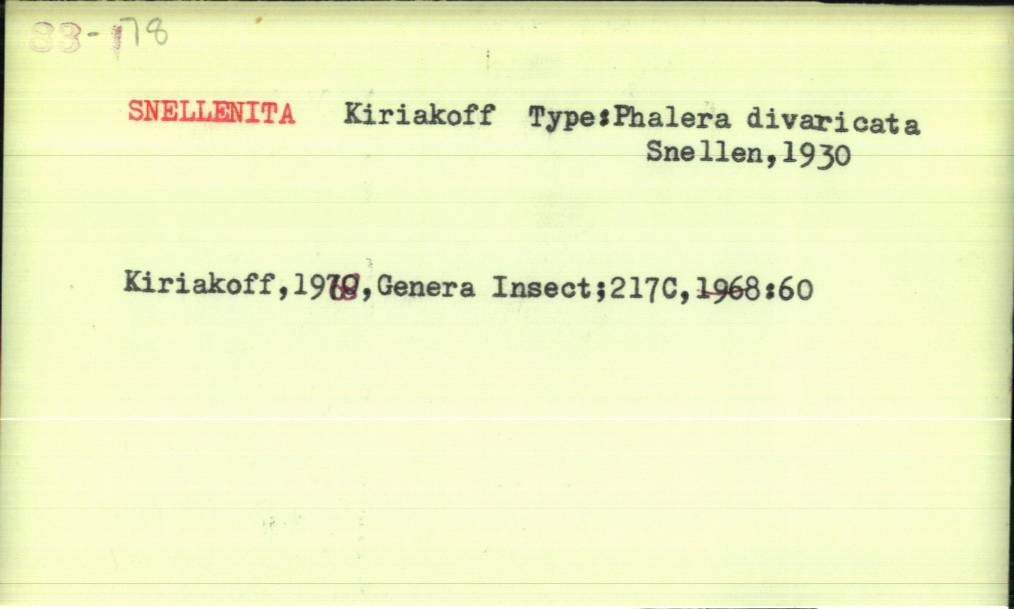 83-178
SNELLENITA Kiriakoff Type:Phalera divaricata
Snellen,1930
Kiriakoff,1968,Genera Insect;217C,1968:60